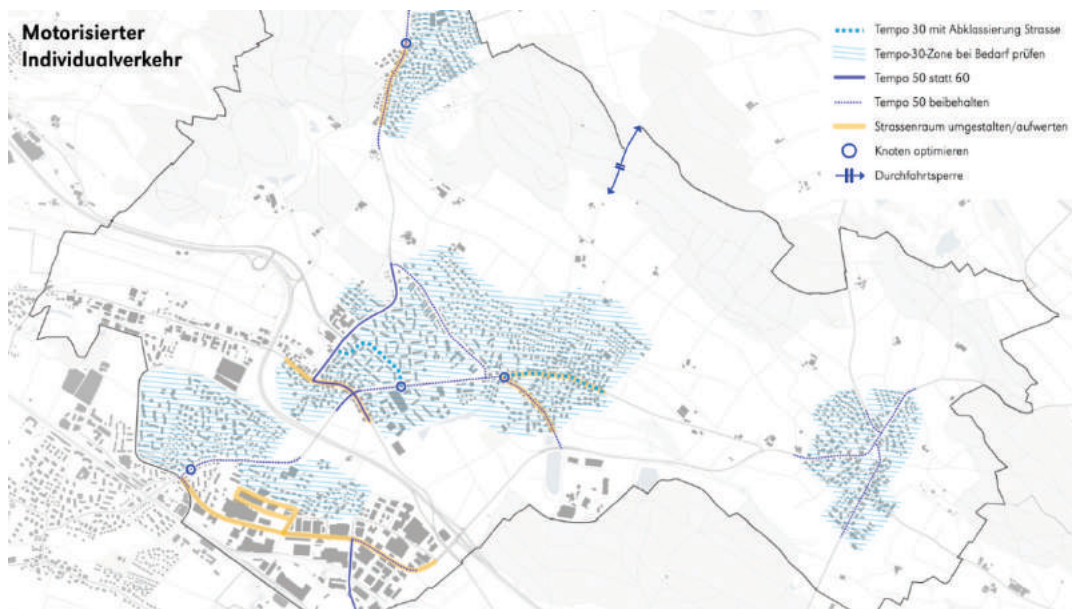 Motorisierter
Individualverkehr
Tempo 30 mit Abklassierung Strasse
Tempo-30-Zone bei Bedarf prüfen
Tempo 50 statt 60
Tempo 50 beibehalten
Strassenraum umgestalten/aufwerten
Knoten optimieren
Durchfahrtsperre